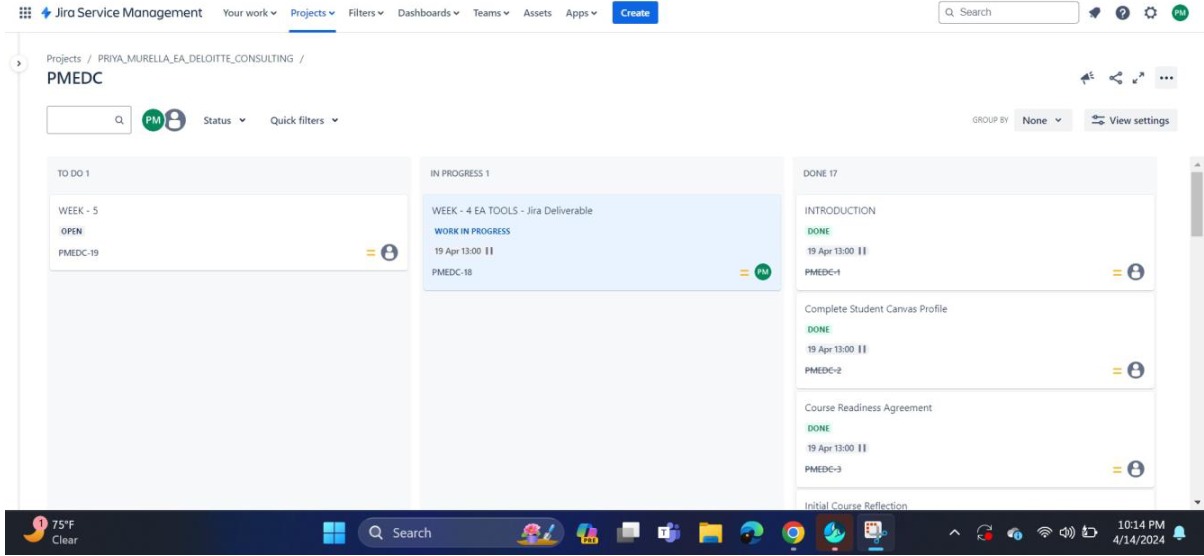 Jira Service Management Your work Projects Filters Dashboards Teams Assets Apps Create Search PM
Projects / PRIYA_MURELLA_EA_DELOITTE_CONSULTING /
PMEDC
PM Status Quick filters GROUP BY None View settings
TO DO 1
WEEK - 5
OPEN
PMEDC-19
IN PROGRESS 1
WEEK - 4 EA TOOLS - Jira Deliverable
WORK IN PROGRESS
19 Apr 13:00
PMEDC-18 PM
DONE 17
INTRODUCTION
DONE
19 Apr 13:00
PMEDC-1
Complete Student Canvas Profile
DONE
19 Apr 13:00
PMEDC-2
Course Readiness Agreement
DONE
19 Apr 13:00
PMEDC-3
Initial Course Reflection
1 75°F
Clear
Search
PRE
10:14 PM
4/14/2024